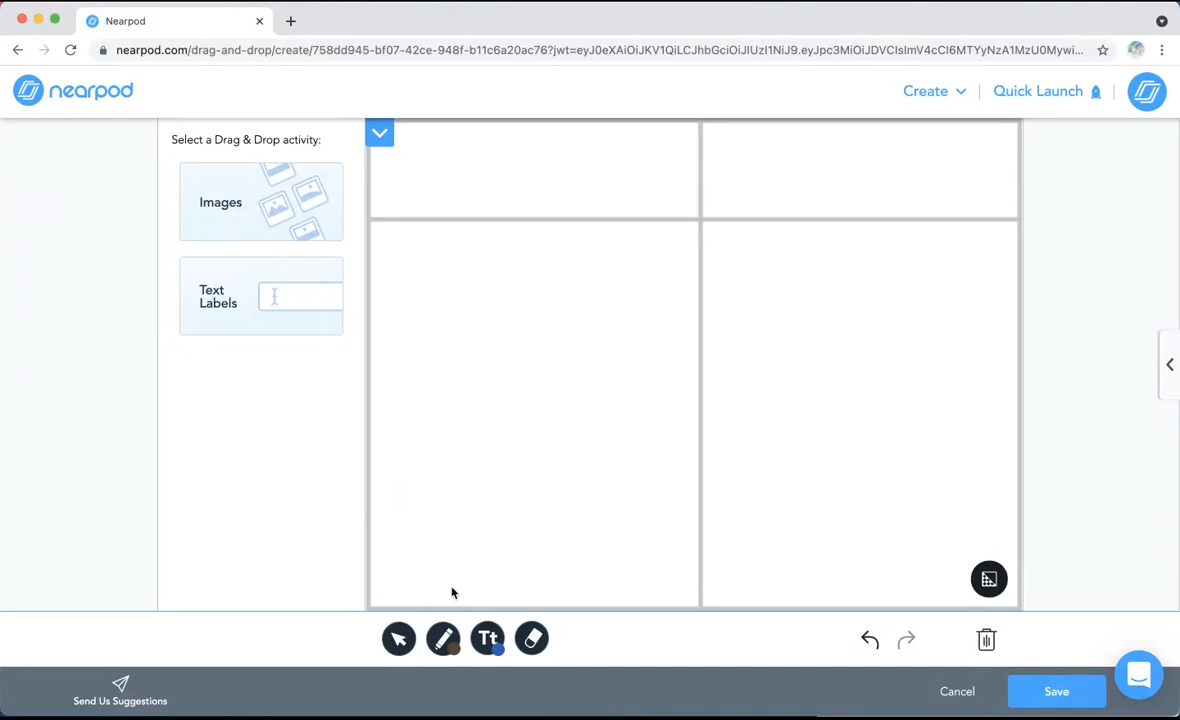 Nearpod
nearpod.com/drag-and-drop/create/758dd945-bf07-42ce-948f-b11c6a20ac76?jwt=eyJ0eXAiOiJKV1QiLCJhbGciOiJIUzI1NiJ9.eyJpc3MiOiJDVCIsImV4cCI6MTYyNzA1MzU0Mywi...
nearpod
Create
Quick Launch
Select a Drag & Drop activity:
Images
Text
Labels
Tt
Send Us Suggestions
Cancel
Save